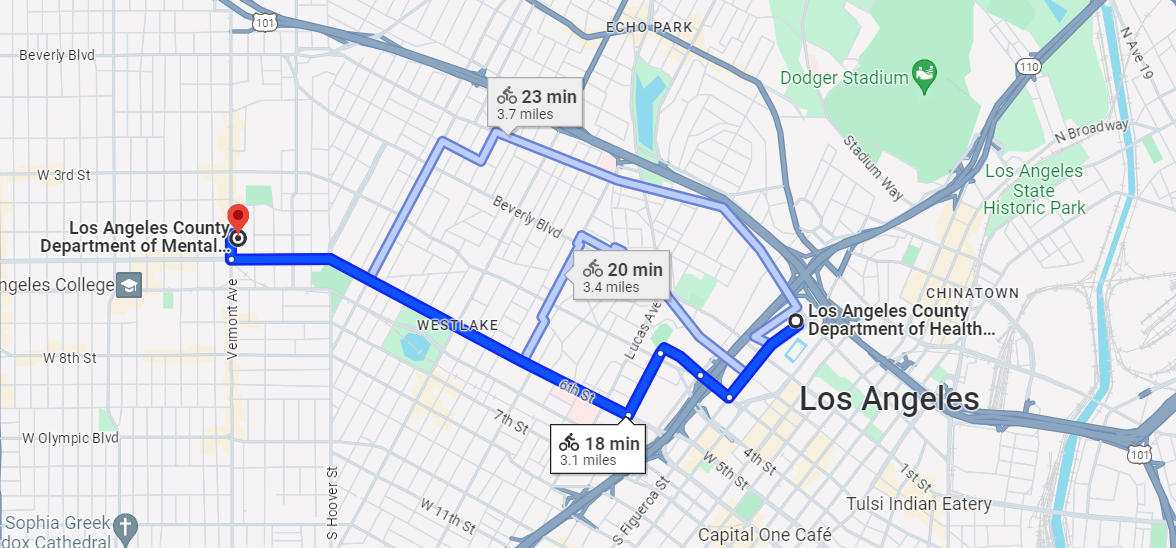 101
ECHO PARK
Beverly Blvd
N Ave 19
110
Dodger Stadium
23 min
3.7 miles
N Broadway
Stadium Way
W 3rd St
Los Angeles
State
Historic Park
Beverly Blvd
Los Angeles County
Department of Mental...
20 min
3.4 miles
ngeles College
CHINATOWN
Los Angeles County
Department of Health...
Vermont Ave
WESTLAKE
Lucas Ave
W 8th St
6th St
Los Angeles
7th St
W Olympic Blvd
18 min
3.1 miles
101
4th St
W 5th St
1st St
S Hoover St
S Figueroa St
W 11th St
Tulsi Indian Eatery
Sophia Greek
dox Cathedral
Capital One Café